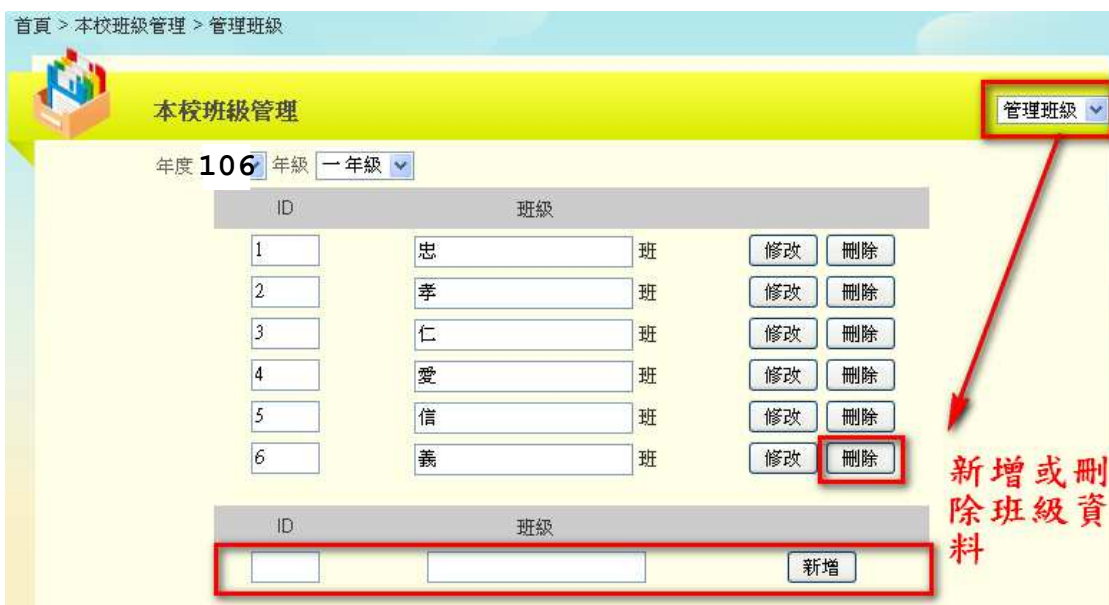 首頁 > 本校班級管理 > 管理班級
本校班級管理
管理班級
年度 106 年級 一年級
ID 班級
1 忠 班 修改 刪除
2 孝 班 修改 刪除
3 仁 班 修改 刪除
4 愛 班 修改 刪除
5 信 班 修改 刪除
6 義 班 修改 刪除
新增或刪
除班級資
料
ID 班級
新增